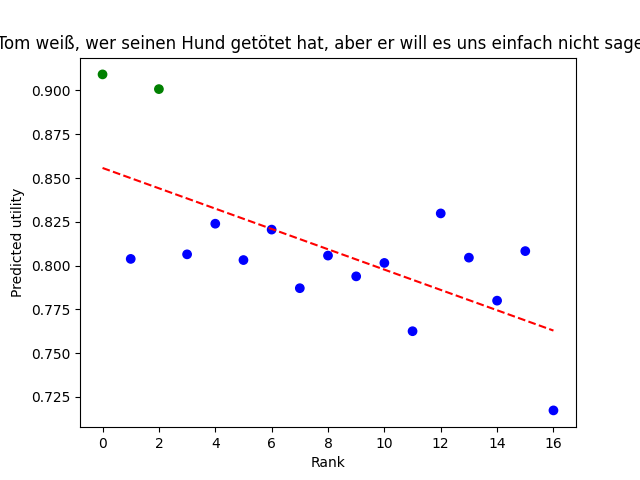 Tom weiß, wer seinen Hund getötet hat, aber er will es uns einfach nicht sage
0.900
0.875
0.850
0.825
0.800
0.775
0.750
0.725
Predicted utility
0 2 4 6 8 10 12 14 16
Rank